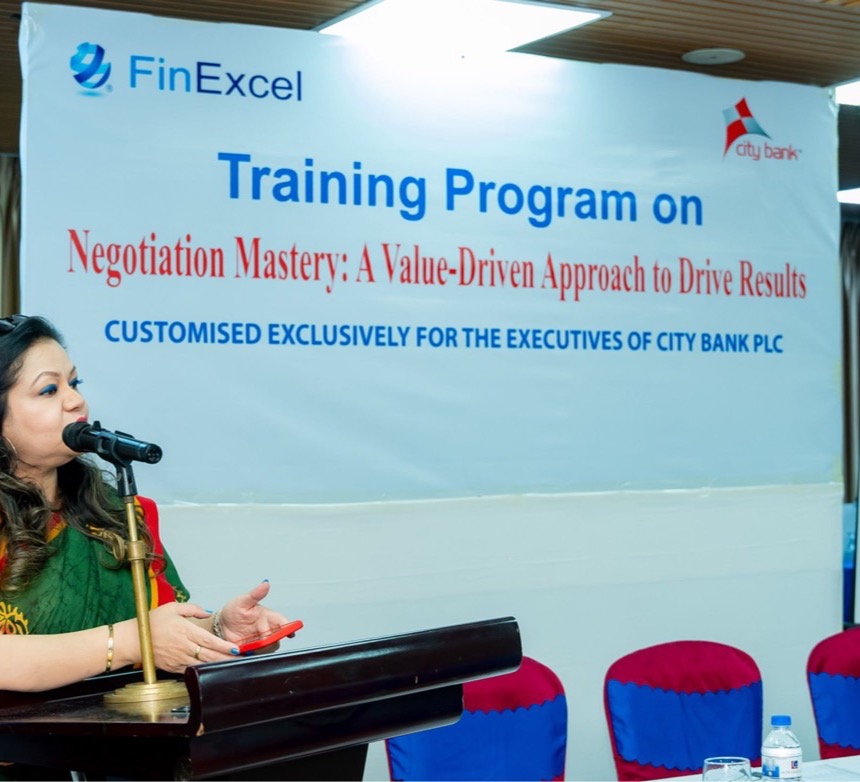 FinExcel
city bank
Training Program on
Negotiation Mastery: A Value-Driven Approach to Drive Results
CUSTOMISED EXCLUSIVELY FOR THE EXECUTIVES OF CITY BANK PLC